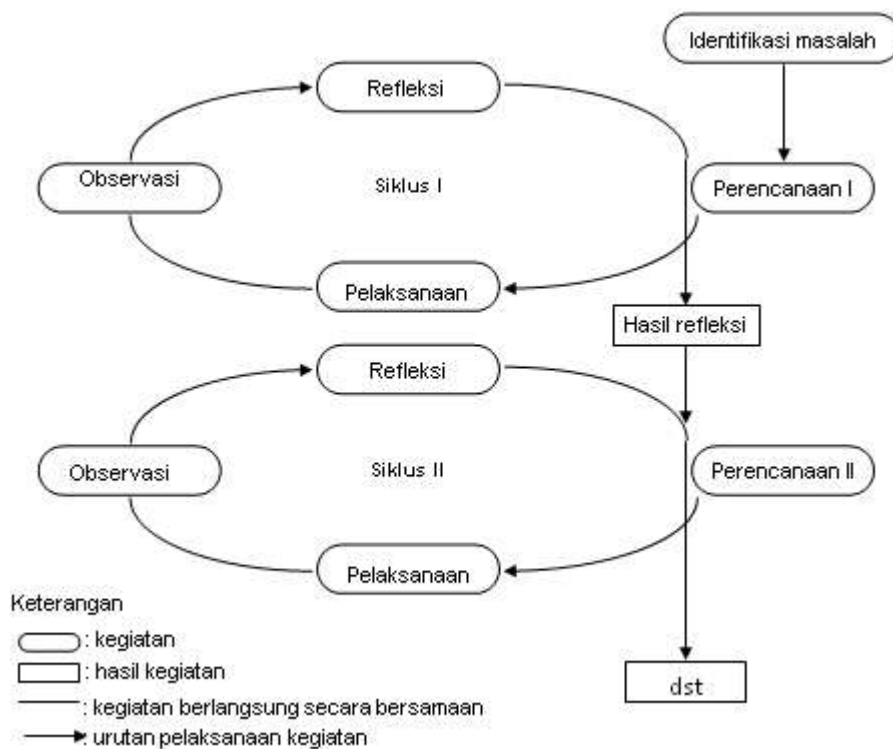 Identifikasi masalah
Refleksi
Observasi
Siklus I
Perencanaan I
Pelaksanaan
Hasil refleksi
Refleksi
Observasi
Siklus II
Perencanaan II
Pelaksanaan
Keterangan
: kegiatan
: hasil kegiatan
dst
: kegiatan berlangsung secara bersamaan
: urutan pelaksanaan kegiatan